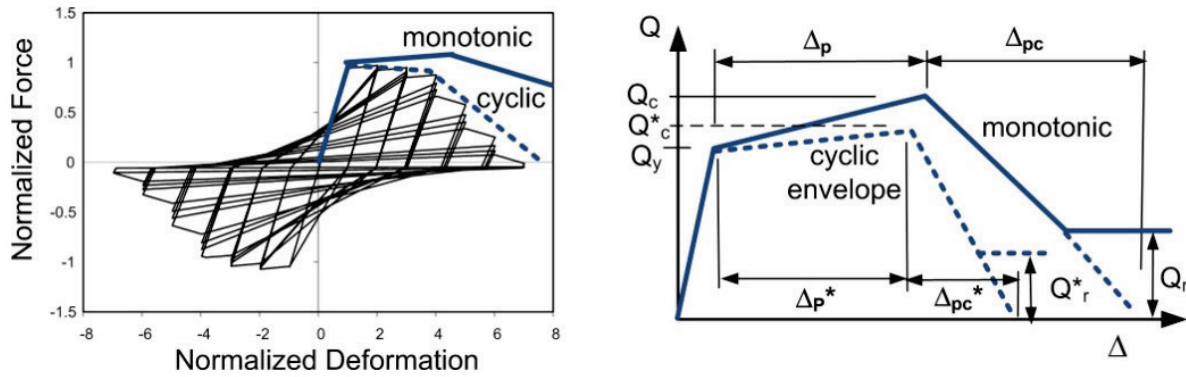 1.5
1
0.5
0
-0.5
-1
-1.5
-8
-6
-4
-2
0
2
4
6
8
Normalized Force
Normalized Deformation
monotonic
cyclic
Q
Δp
Δpc
Qc
Q*c
Qy
monotonic
cyclic
envelope
ΔP*
Δpc*
Q*r
Qr
Δ